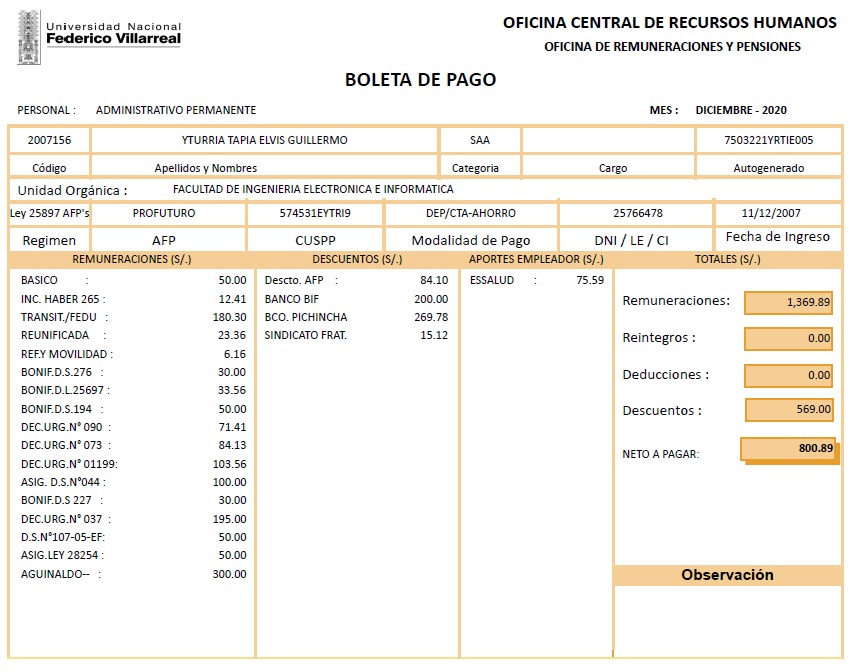 Universidad Nacional
Federico Villarreal
OFICINA CENTRAL DE RECURSOS HUMANOS
OFICINA DE REMUNERACIONES Y PENSIONES
BOLETA DE PAGO
PERSONAL : ADMINISTRATIVO PERMANENTE MES : DICIEMBRE - 2020
2007156 YTURRIA TAPIA ELVIS GUILLERMO SAA 7503221YRTIE005
Código Apellidos y Nombres Categoria Cargo Autogenerado
Unidad Orgánica : FACULTAD DE INGENIERIA ELECTRONICA E INFORMATICA
Ley 25897 AFP's PROFUTURO 574531EYTRI9 DEP/CTA-AHORRO 25766478 11/12/2007
Regimen AFP CUSPP Modalidad de Pago DNI / LE / CI Fecha de Ingreso
REMUNERACIONES (S/.) DESCUENTOS (S/.) APORTES EMPLEADOR (S/.) TOTALES (S/.)
BASICO : 50.00
INC. HABER 265 : 12.41
TRANSIT./FEDU : 180.30
REUNIFICADA : 23.36
REF.Y MOVILIDAD : 6.16
BONIF.D.S.276 : 30.00
BONIF.D.L.25697 : 33.56
BONIF.D.S.194 : 50.00
DEC.URG.N° 090 : 71.41
DEC.URG.N° 073 : 84.13
DEC.URG.N° 01199: 103.56
ASIG. D.S.N°044 : 100.00
BONIF.D.S 227 : 30.00
DEC.URG.N° 037 : 195.00
D.S.N°107-05-EF: 50.00
ASIG.LEY 28254 : 50.00
AGUINALDO-- : 300.00
Descto. AFP : 84.10
BANCO BIF 200.00
BCO. PICHINCHA 269.78
SINDICATO FRAT. 15.12
ESSALUD : 75.59
Remuneraciones: 1,369.89
Reintegros : 0.00
Deducciones : 0.00
Descuentos : 569.00
NETO A PAGAR: 800.89
Observación